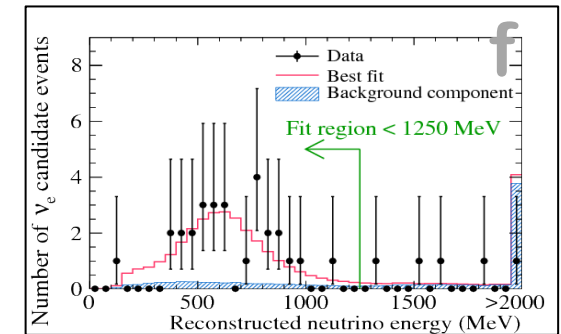 f
8
6
4
2
0
Number of νe candidate events
Data
Best fit
Background component
Fit region < 1250 MeV
0 500 1000 1500 >2000
Reconstructed neutrino energy (MeV)